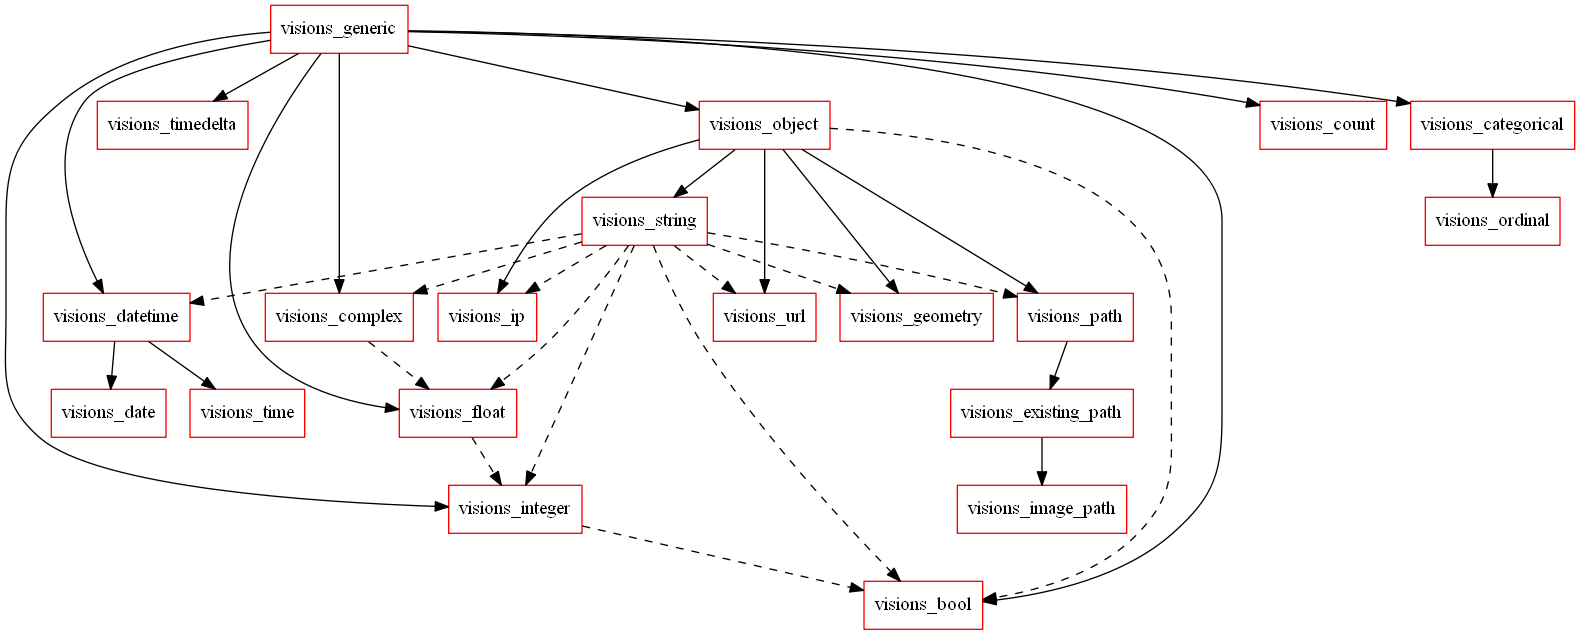 visions_generic
visions_timedelta
visions_object
visions_count
visions_categorical
visions_string
visions_ordinal
visions_datetime
visions_complex
visions_ip
visions_url
visions_geometry
visions_path
visions_date
visions_time
visions_float
visions_existing_path
visions_integer
visions_image_path
visions_bool